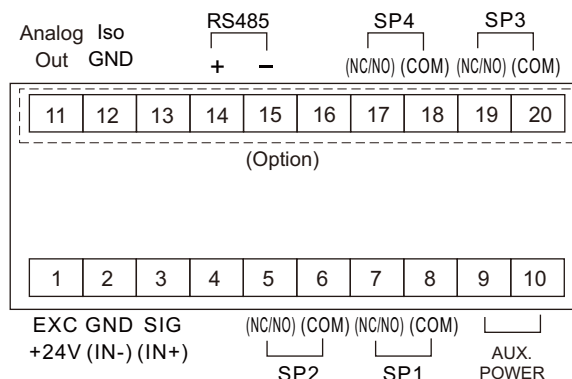 RS485 SP4 SP3
Analog Iso
Out GND + − (NC/NO) (COM) (NC/NO) (COM)
11 12 13 14 15 16 17 18 19 20
(Option)
1 2 3 4 5 6 7 8 9 10
EXC GND SIG (NC/NO) (COM) (NC/NO) (COM)
+24V (IN-) (IN+) AUX.
SP2 SP1 POWER